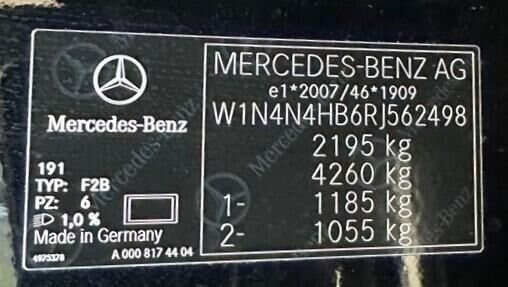 Mercedes-Benz
191
TYP: F2B
PZ: 6
1,0 %
Made in Germany
4975378
A 000 817 44 04
MERCEDES-BENZ AG
e1*2007/46*1909
W1N4N4HB6RJ562498
2195 kg
4260 kg
1- 1185 kg
2- 1055 kg